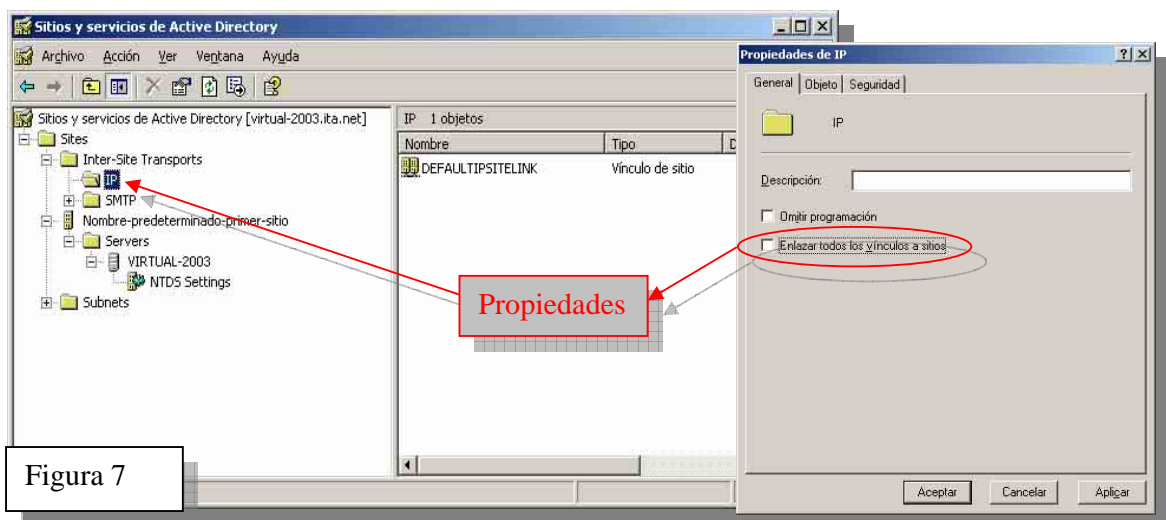 Sitios y servicios de Active Directory
Archivo Acción Ver Ventana Ayuda
Sitios y servicios de Active Directory [virtual-2003.ita.net]
Sites
Inter-Site Transports
IP
SMTP
Nombre-predeterminado-primer-sitio
Servers
VIRTUAL-2003
NTDS Settings
Subnets
IP 1 objetos
Nombre Tipo D
DEFAULTIPSITELINK Vínculo de sitio
Propiedades
Figura 7
Propiedades de IP
General Objeto Seguridad
IP
Descripción:
Omitir programación
Enlazar todos los vínculos a sitios
Aceptar Cancelar Aplicar